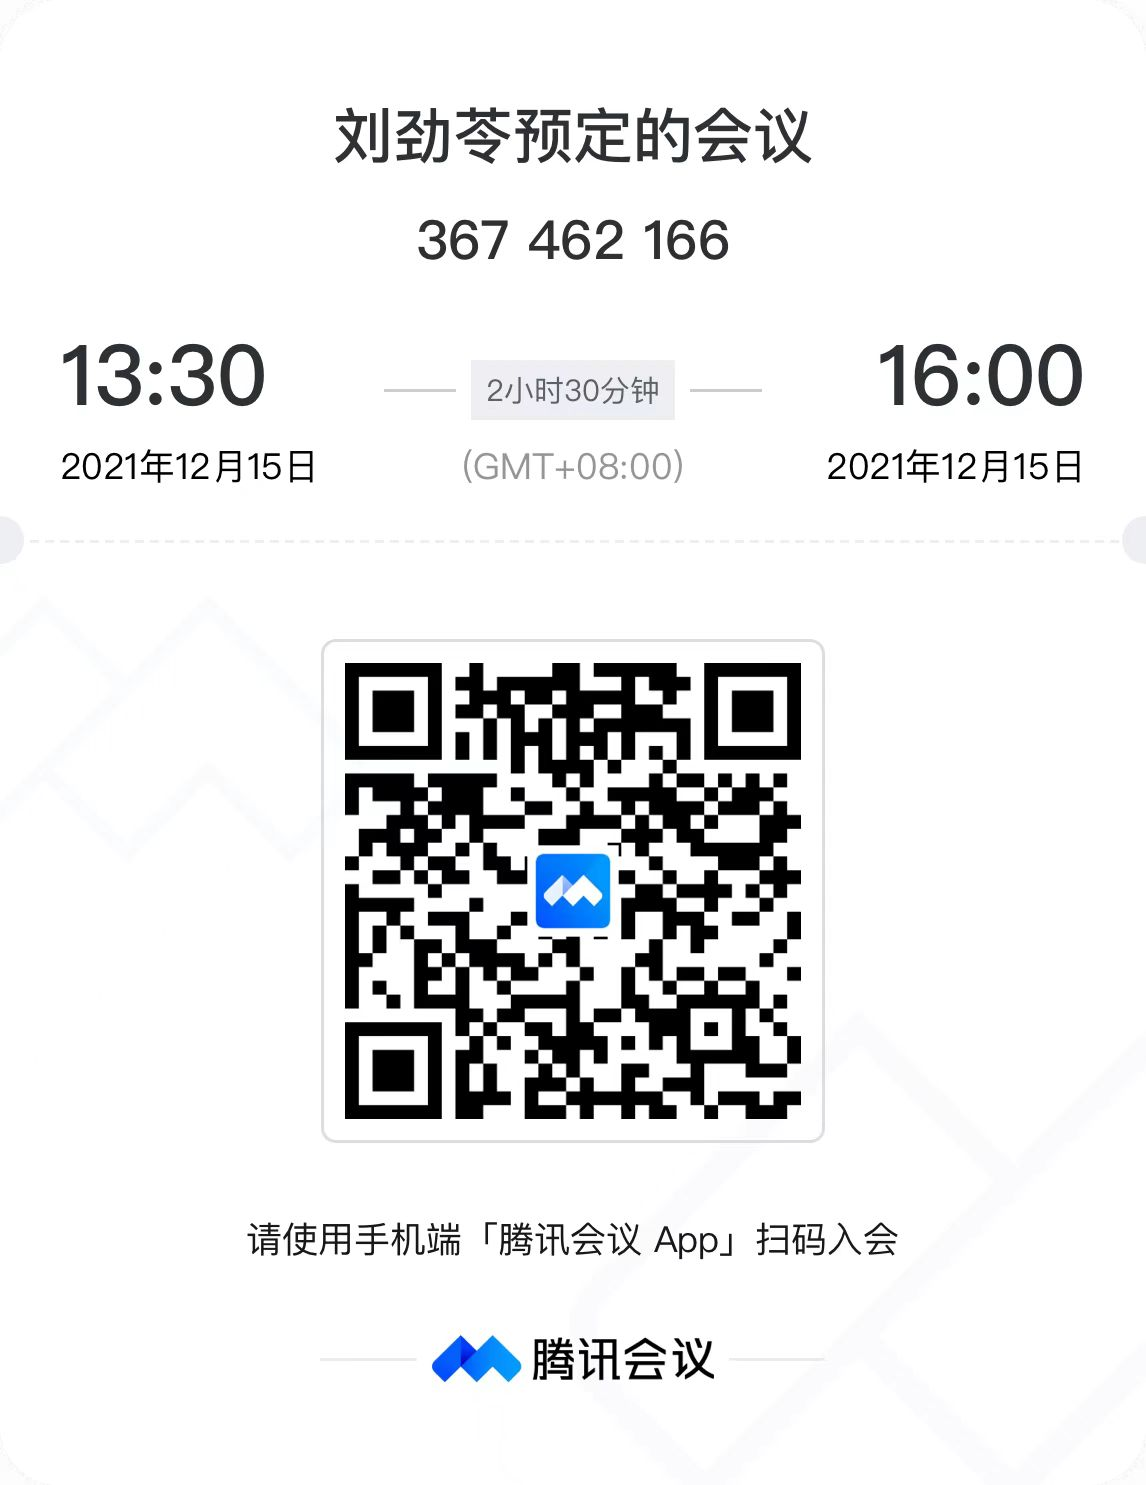 刘劲苓预定的会议
367 462 166
13:30
2小时30分钟
16:00
2021年12月15日
(GMT+08:00)
2021年12月15日
请使用手机端「腾讯会议 App」扫码入会
腾讯会议